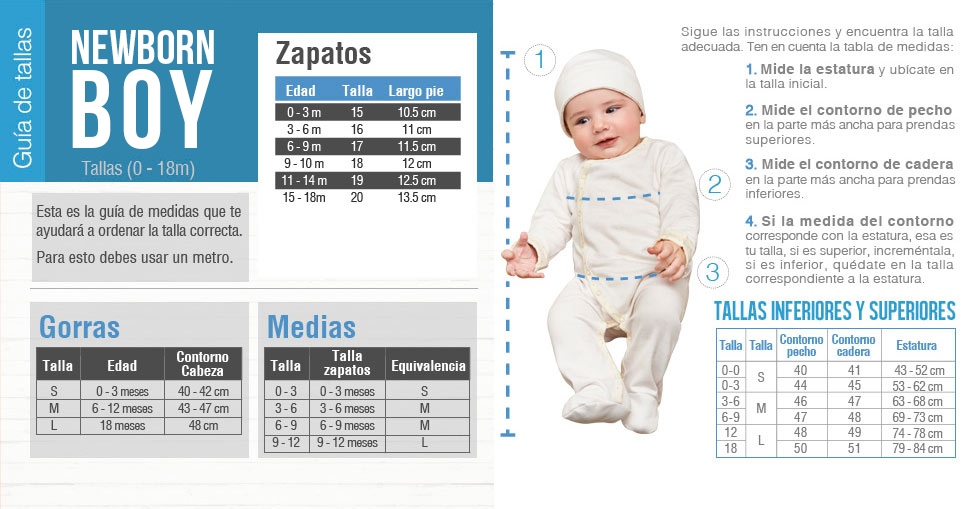 Guía de tallas
NEWBORN
BOY
Tallas (0 - 18m)
Esta es la guía de medidas que te
ayudará a ordenar la talla correcta.
Para esto debes usar un metro.
Zapatos
Edad Talla Largo pie
0 - 3 m 15 10.5 cm
3 - 6 m 16 11 cm
6 - 9 m 17 11.5 cm
9 - 10 m 18 12 cm
11 - 14 m 19 12.5 cm
15 - 18m 20 13.5 cm
Gorras
Talla Edad Contorno Cabeza
S 0 - 3 meses 40 - 42 cm
M 6 - 12 meses 43 - 47 cm
L 18 meses 48 cm
Medias
Talla Talla zapatos Equivalencia
0 - 3 0 - 3 meses S
3 - 6 3 - 6 meses M
6 - 9 6 - 9 meses M
9 - 12 9 - 12 meses L
1
2
3
Sigue las instrucciones y encuentra la talla
adecuada. Ten en cuenta la tabla de medidas:
1. Mide la estatura y ubícate en
la talla inicial.
2. Mide el contorno de pecho
en la parte más ancha para prendas
superiores.
3. Mide el contorno de cadera
en la parte más ancha para prendas
inferiores.
4. Si la medida del contorno
corresponde con la estatura, esa es
tu talla, si es superior, increméntala,
si es inferior, quédate en la talla
correspondiente a la estatura.
TALLAS INFERIORES Y SUPERIORES
Talla Talla Contorno pecho Contorno cadera Estatura
0-0 S 40 41 43 - 52 cm
0-3 44 45 53 - 62 cm
3-6 M 46 47 63 - 68 cm
6-9 47 48 69 - 73 cm
12 L 48 49 74 - 78 cm
18 50 51 79 - 84 cm